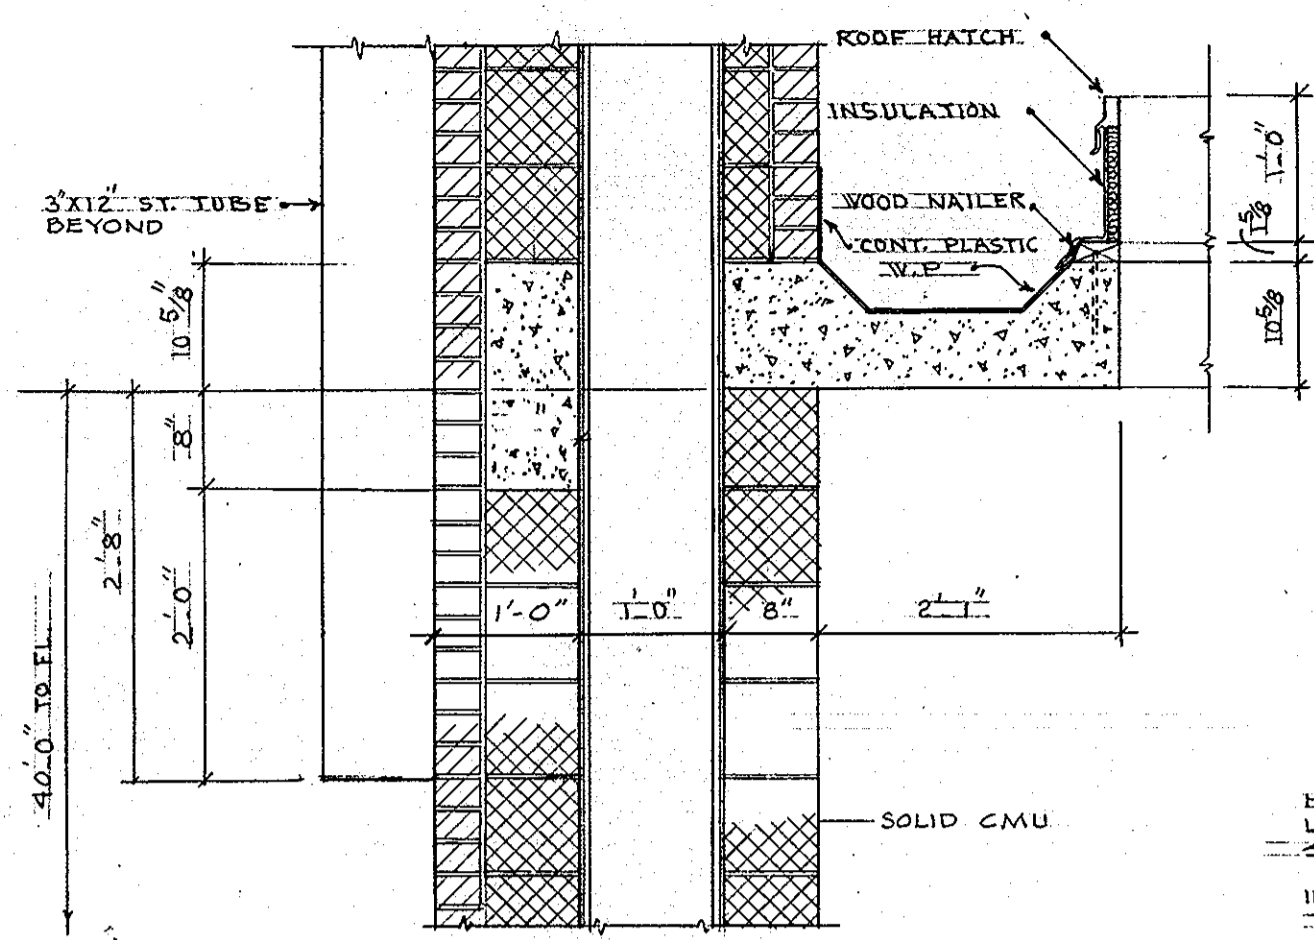 ROOF HATCH
INSULATION
1'-0"
3"X12" ST. TUBE
BEYOND
WOOD NAILER
1 5/8
CONT. PLASTIC
W.P
10 5/8"
10 5/8
8"
2'-8"
2'-0"
1'-0"
1'-0"
8"
2'-1"
40'-0" TO FL.
SOLID CMU